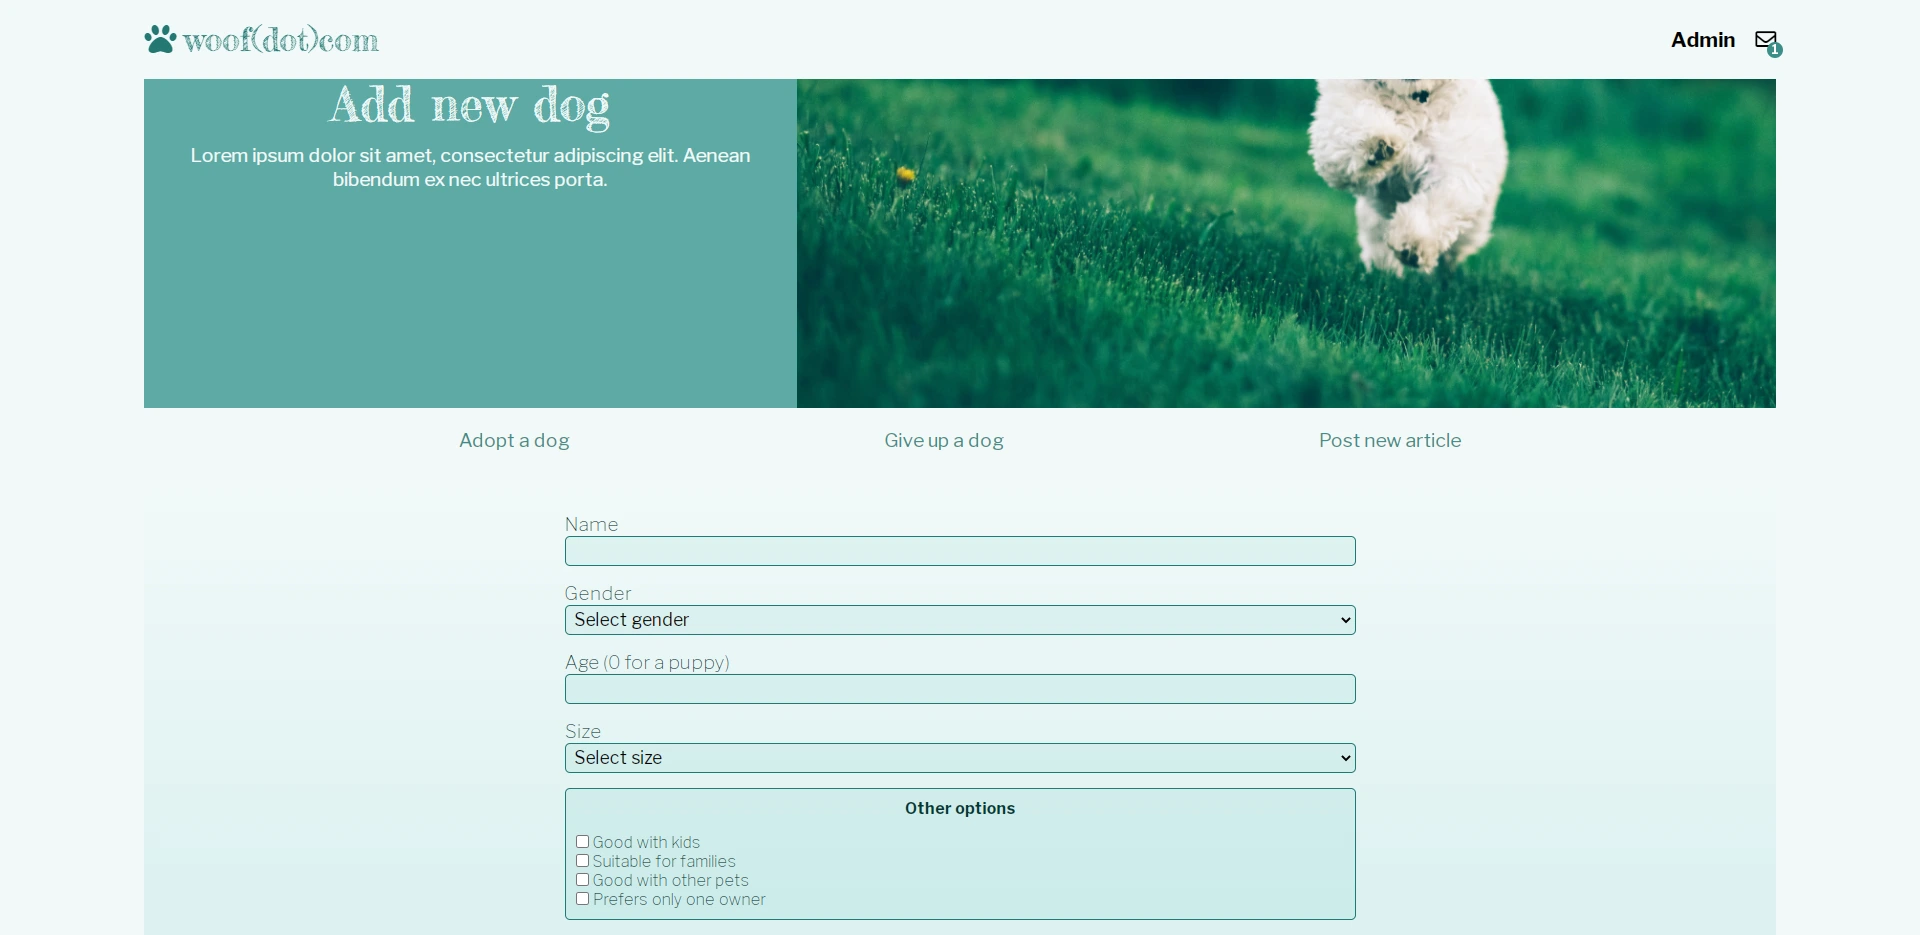 woof(dot)com
Admin
1
Add new dog
Lorem ipsum dolor sit amet, consectetur adipiscing elit. Aenean
bibendum ex nec ultrices porta.
Adopt a dog
Give up a dog
Post new article
Name
Gender
Select gender
Age (0 for a puppy)
Size
Select size
Other options
Good with kids
Suitable for families
Good with other pets
Prefers only one owner